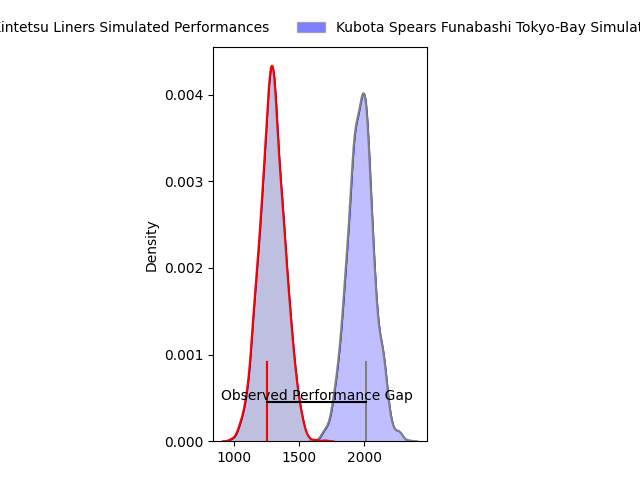 intetsu Liners Simulated Performances
Kubota Spears Funabashi Tokyo-Bay Simulat
0.004
0.003
0.002
0.001
0.000
Density
Observed Performance Gap
1000 1500 2000